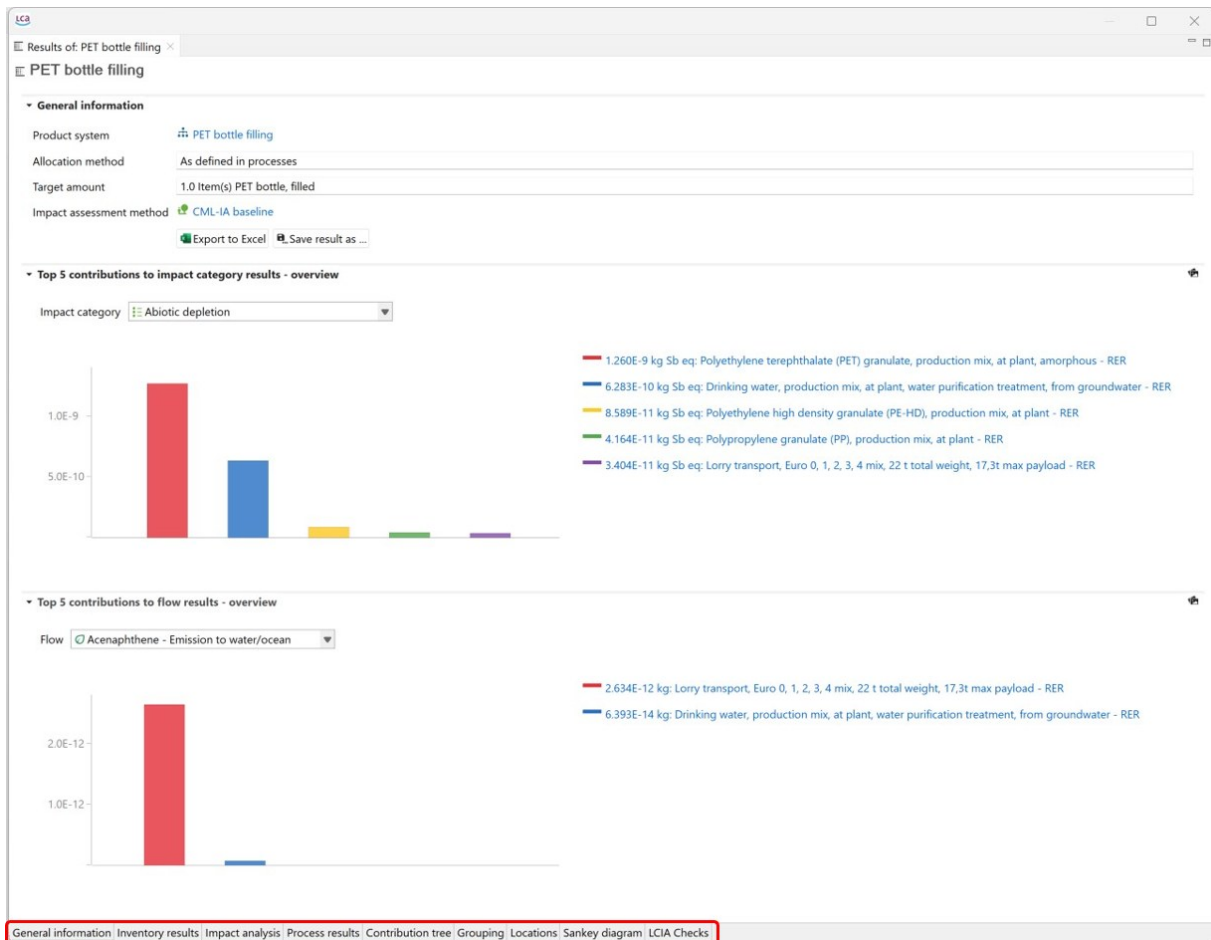 LCA
Results of: PET bottle filling
PET bottle filling
General information
Product system PET bottle filling
Allocation method As defined in processes
Target amount 1.0 Item(s) PET bottle, filled
Impact assessment method CML-IA baseline
Export to Excel Save result as ...
Top 5 contributions to impact category results - overview
Impact category Abiotic depletion
1.260E-9 kg Sb eq: Polyethylene terephthalate (PET) granulate, production mix, at plant, amorphous - RER
6.283E-10 kg Sb eq: Drinking water, production mix, at plant, water purification treatment, from groundwater - RER
8.589E-11 kg Sb eq: Polyethylene high density granulate (PE-HD), production mix, at plant - RER
4.164E-11 kg Sb eq: Polypropylene granulate (PP), production mix, at plant - RER
3.404E-11 kg Sb eq: Lorry transport, Euro 0, 1, 2, 3, 4 mix, 22 t total weight, 17,3t max payload - RER
1.0E-9
5.0E-10
Top 5 contributions to flow results - overview
Flow Acenaphthene - Emission to water/ocean
2.634E-12 kg: Lorry transport, Euro 0, 1, 2, 3, 4 mix, 22 t total weight, 17,3t max payload - RER
6.393E-14 kg: Drinking water, production mix, at plant, water purification treatment, from groundwater - RER
2.0E-12
1.0E-12
General information Inventory results Impact analysis Process results Contribution tree Grouping Locations Sankey diagram LCIA Checks